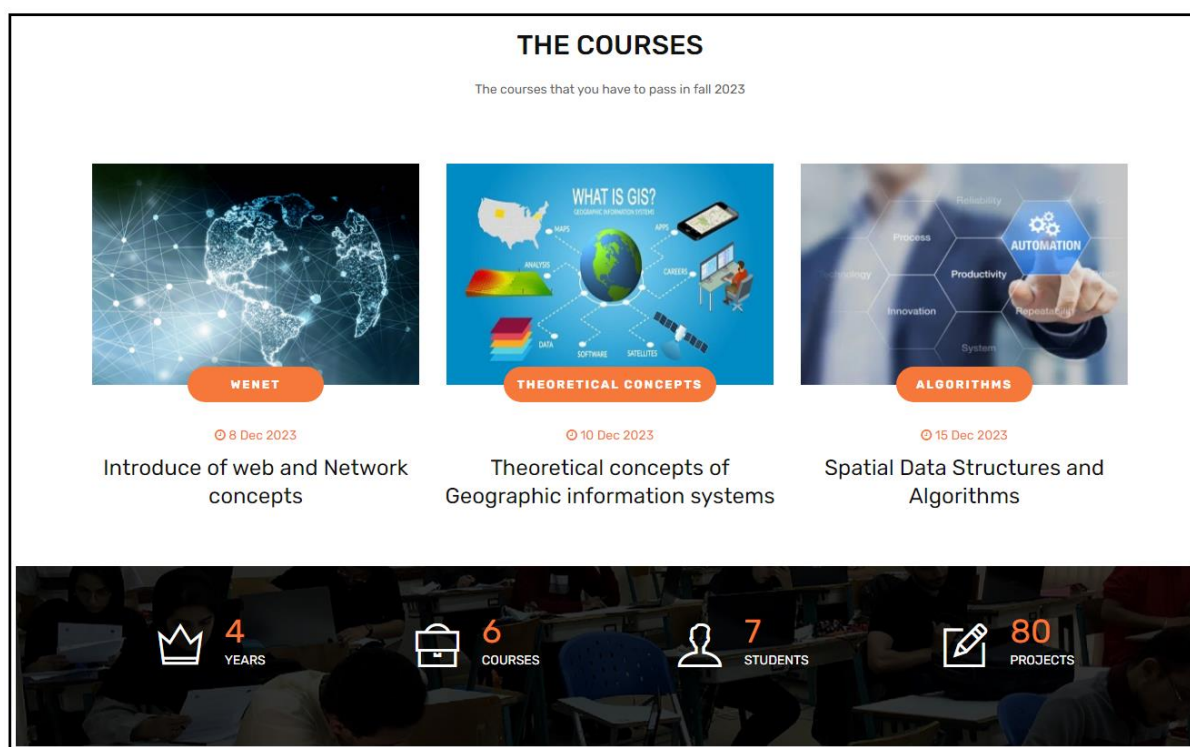 THE COURSES
The courses that you have to pass in fall 2023
WHAT IS GIS?
GEOGRAPHIC INFORMATION SYSTEMS
MAPS
APPS
ANALYSIS
CAREERS
DATA
SOFTWARE
SATELLITES
Reliability
Process
AUTOMATION
Technology
Productivity
Innovation
Repeatability
System
WENET
THEORETICAL CONCEPTS
ALGORITHMS
8 Dec 2023
10 Dec 2023
15 Dec 2023
Introduce of web and Network
concepts
Theoretical concepts of
Geographic information systems
Spatial Data Structures and
Algorithms
4
YEARS
6
COURSES
7
STUDENTS
80
PROJECTS